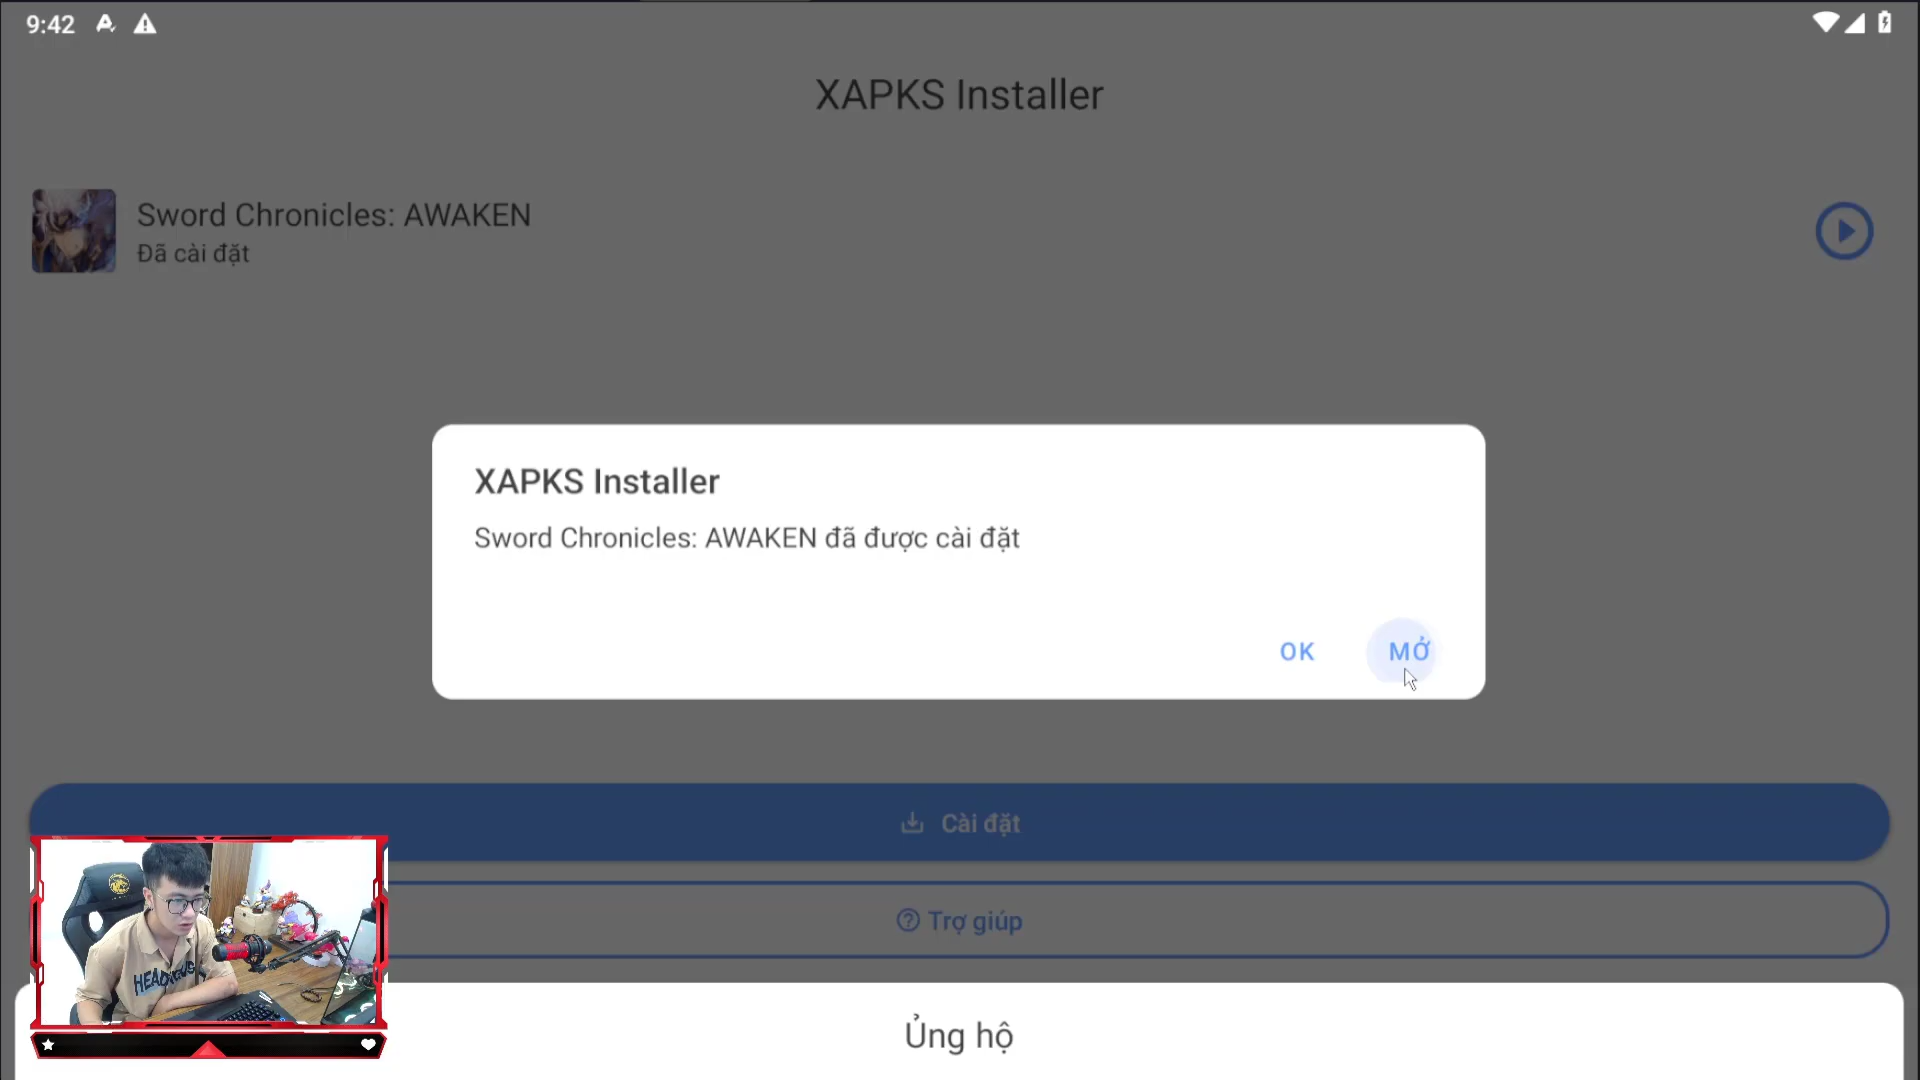 9:42
XAPKS Installer
Sword Chronicles: AWAKEN
Đã cài đặt
XAPKS Installer
Sword Chronicles: AWAKEN đã được cài đặt
OK
MỞ
Cài đặt
Trợ giúp
Ủng hộ